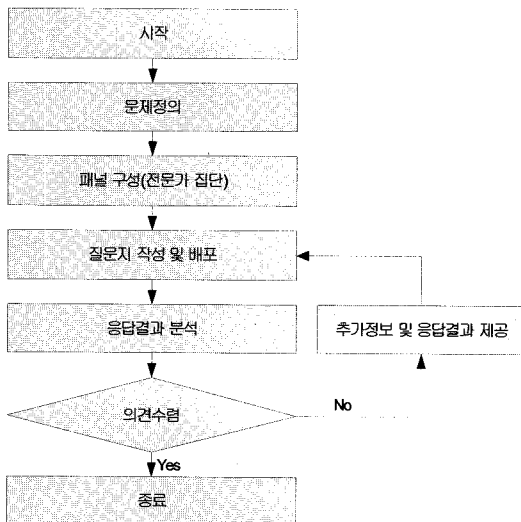 시작
문제정의
패널 구성(전문가 집단)
질문지 작성 및 배포
응답결과 분석
추가정보 및 응답결과 제공
의견수렴
No
Yes
종료